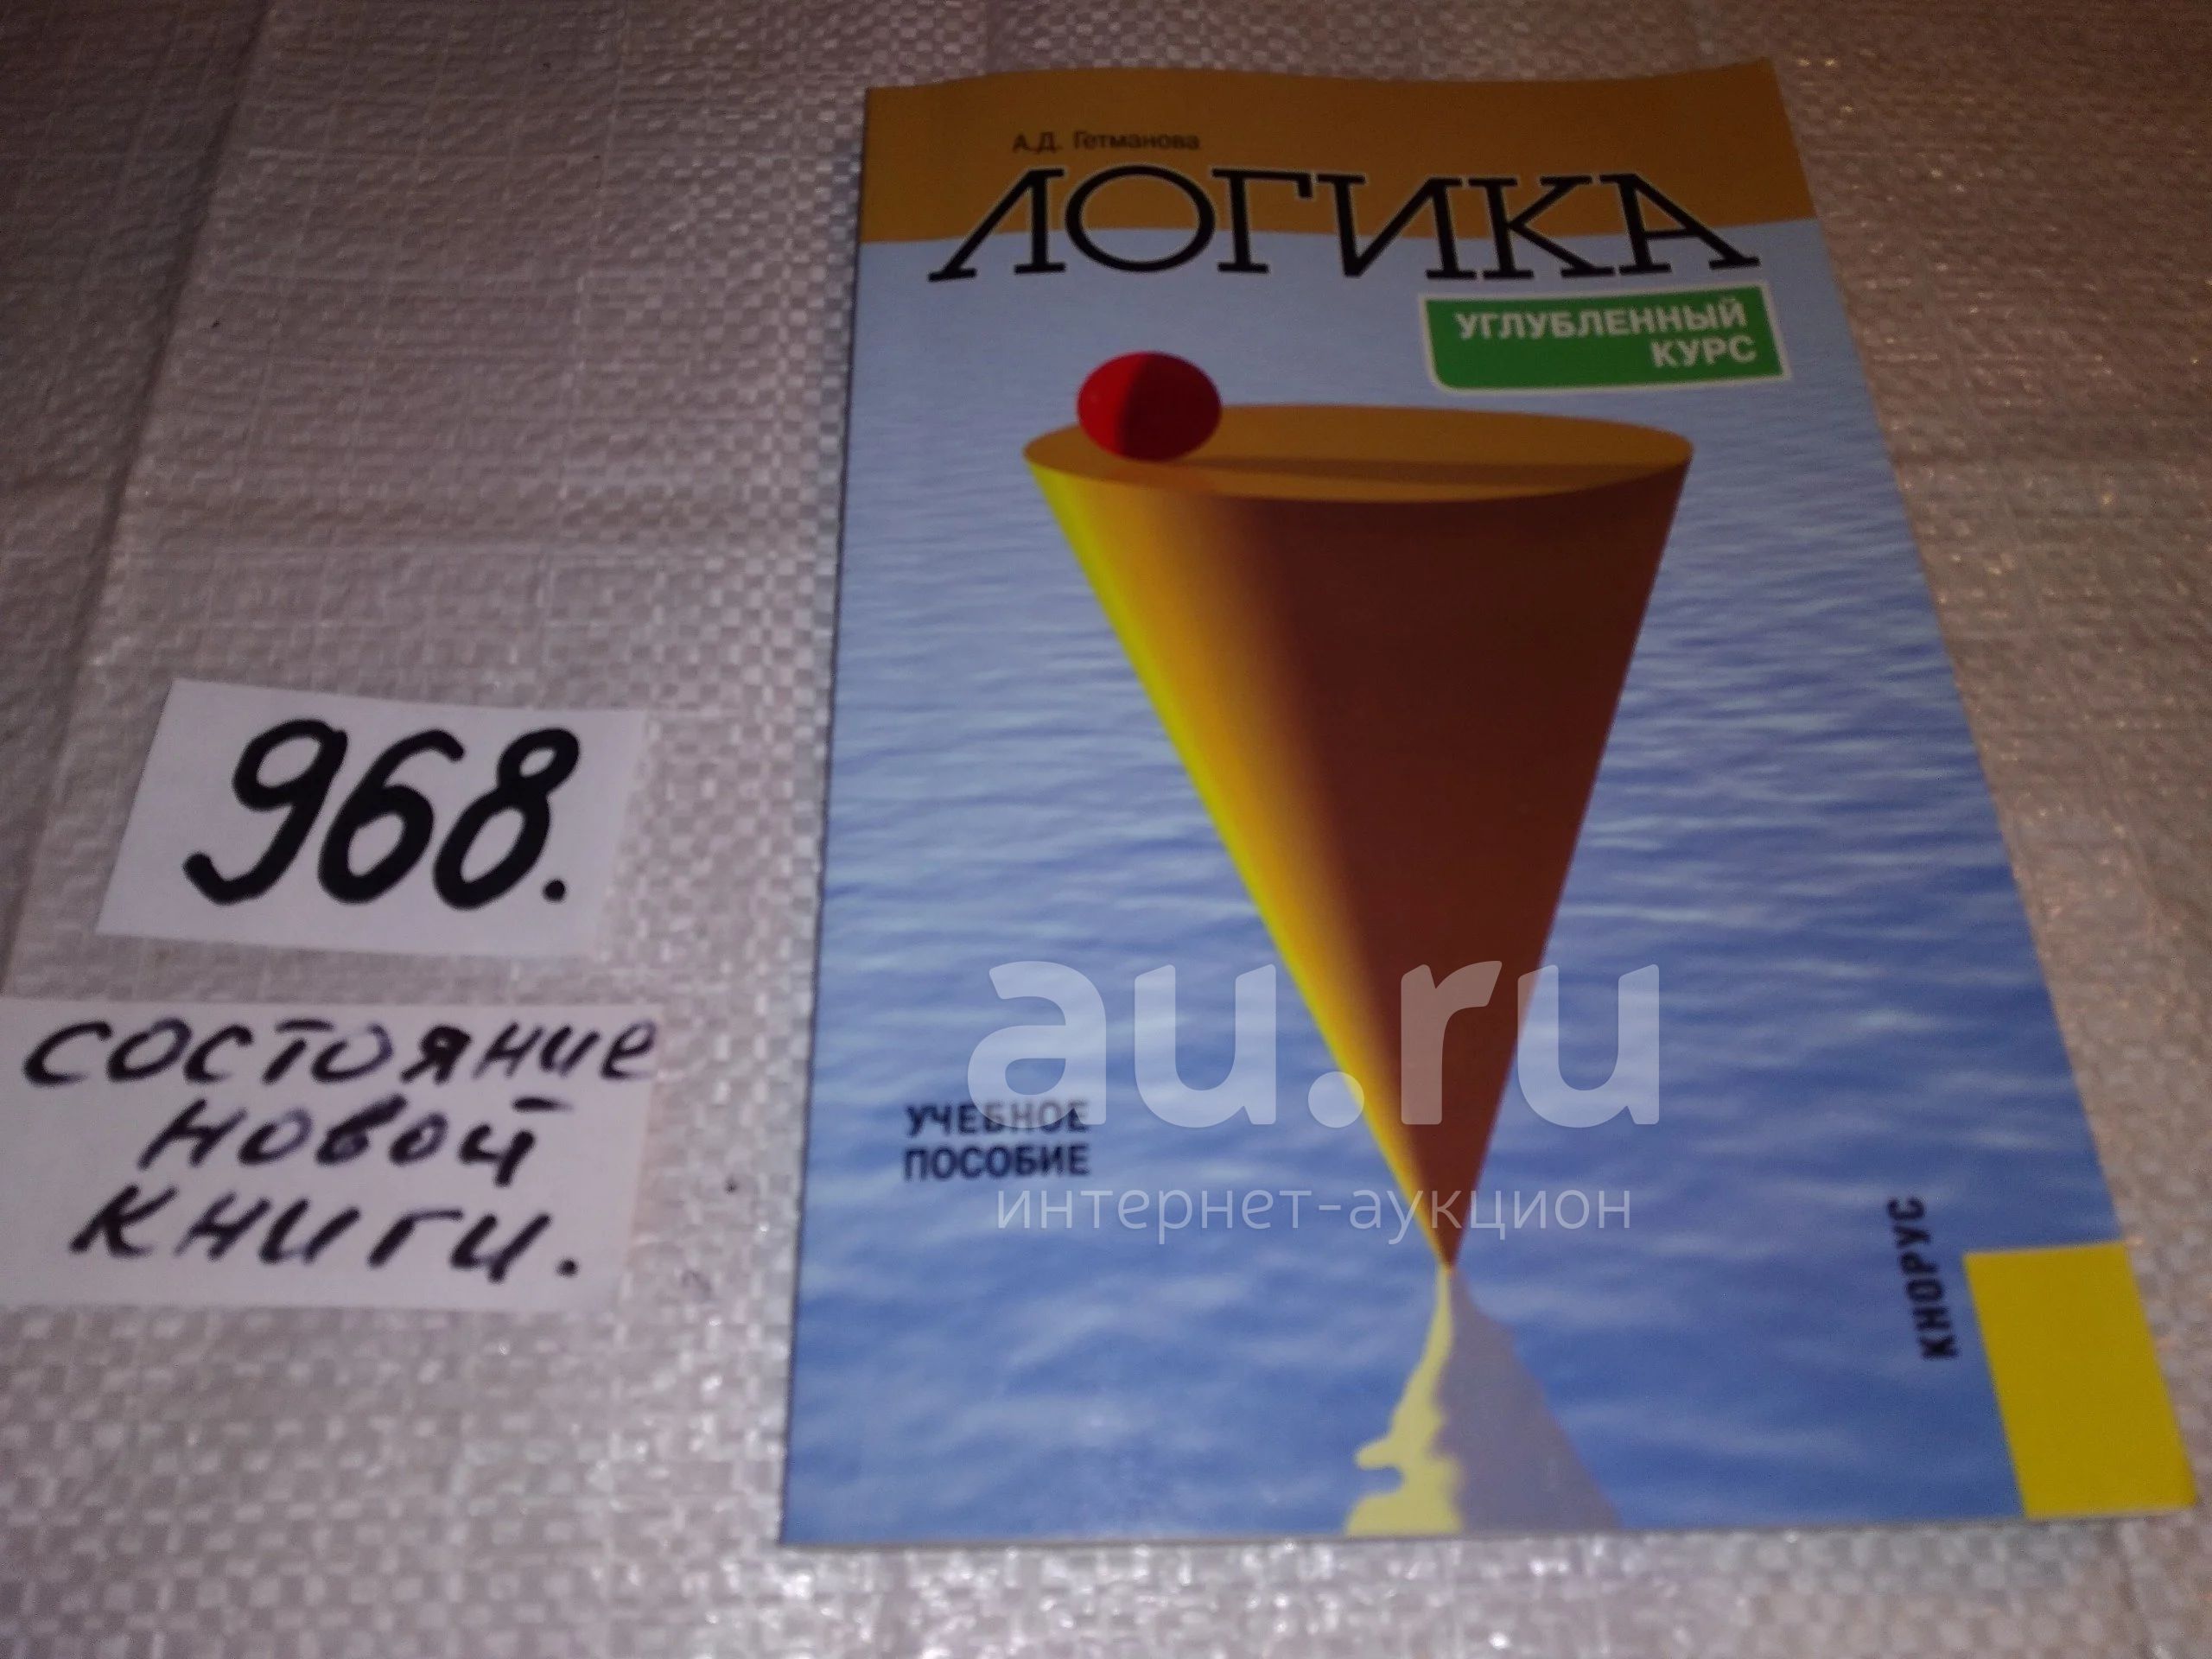 А.Д. Гетманова
ЛОГИКА
УГЛУБЛЕННЫЙ
КУРС
968.
состояние
новой
книги.
au.ru
интернет-аукцион
УЧЕБНОЕ
ПОСОБИЕ
КНОРУС